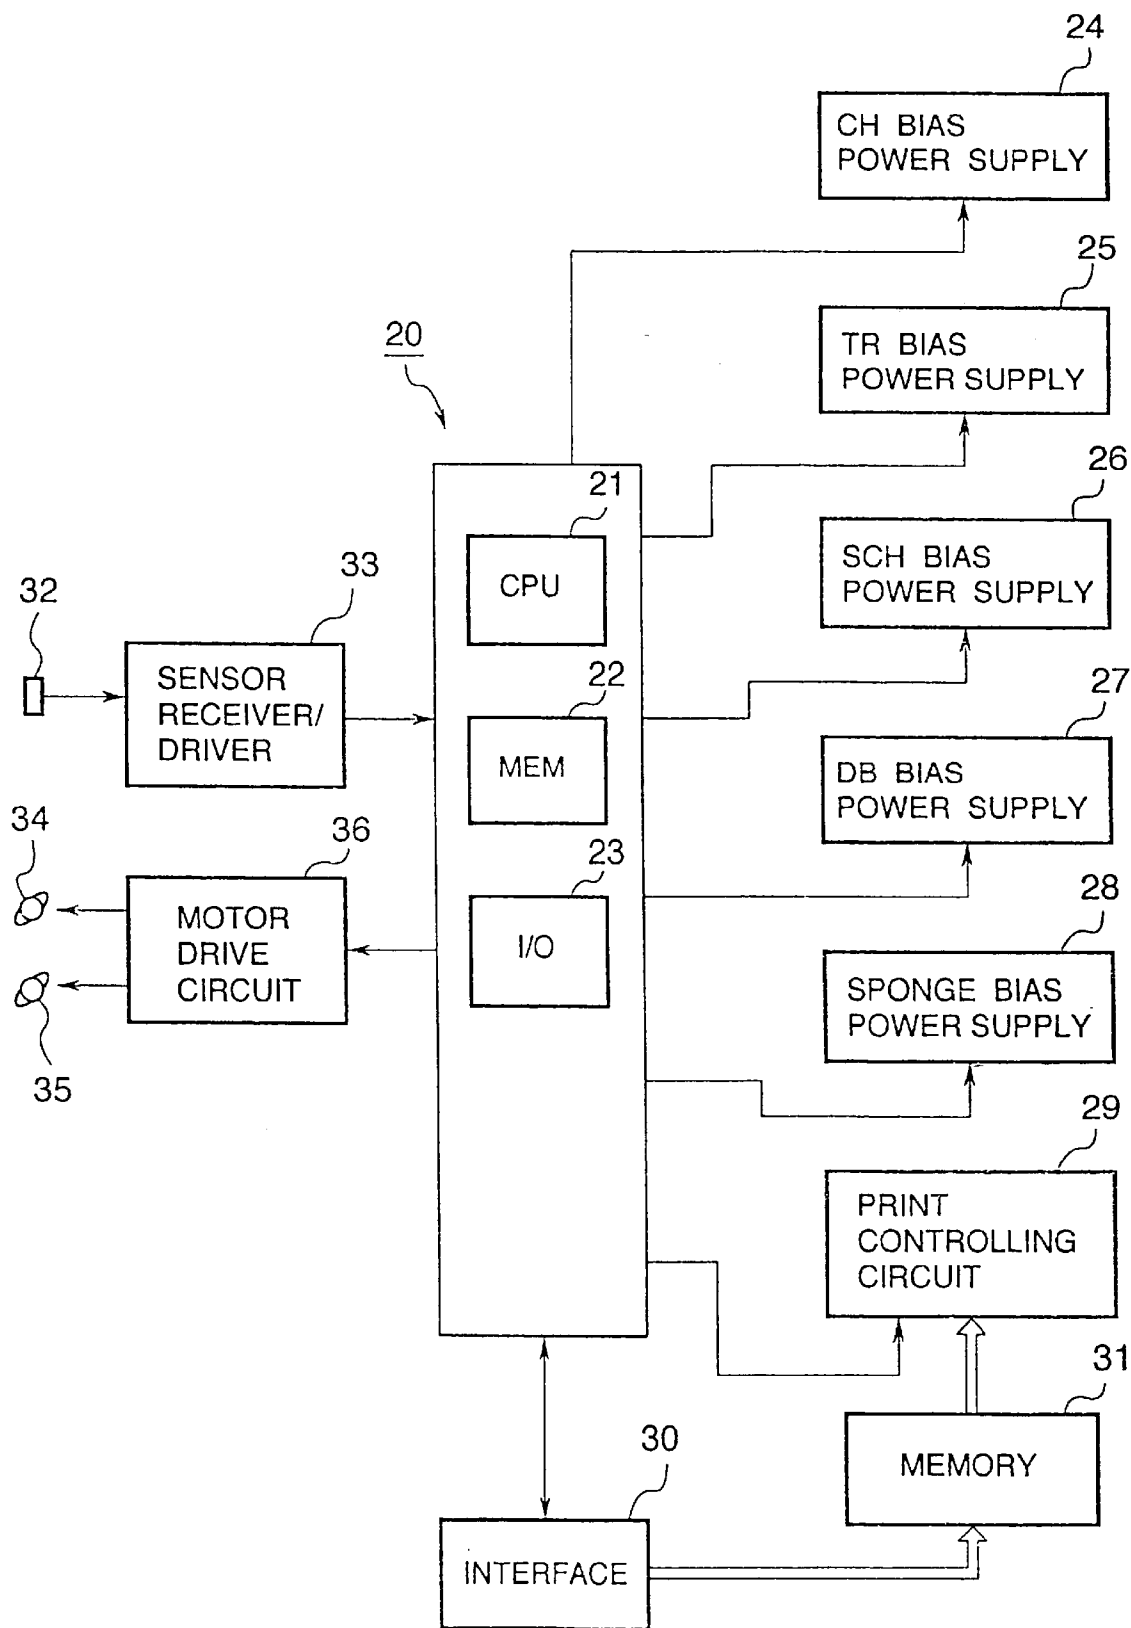 24
CH BIAS
POWER SUPPLY
25
TR BIAS
POWER SUPPLY
20
26
SCH BIAS
POWER SUPPLY
21
CPU
32
33
SENSOR
RECEIVER/
DRIVER
22
MEM
27
DB BIAS
POWER SUPPLY
34
36
MOTOR
DRIVE
CIRCUIT
35
23
I/O
28
SPONGE BIAS
POWER SUPPLY
29
PRINT
CONTROLLING
CIRCUIT
31
MEMORY
30
INTERFACE